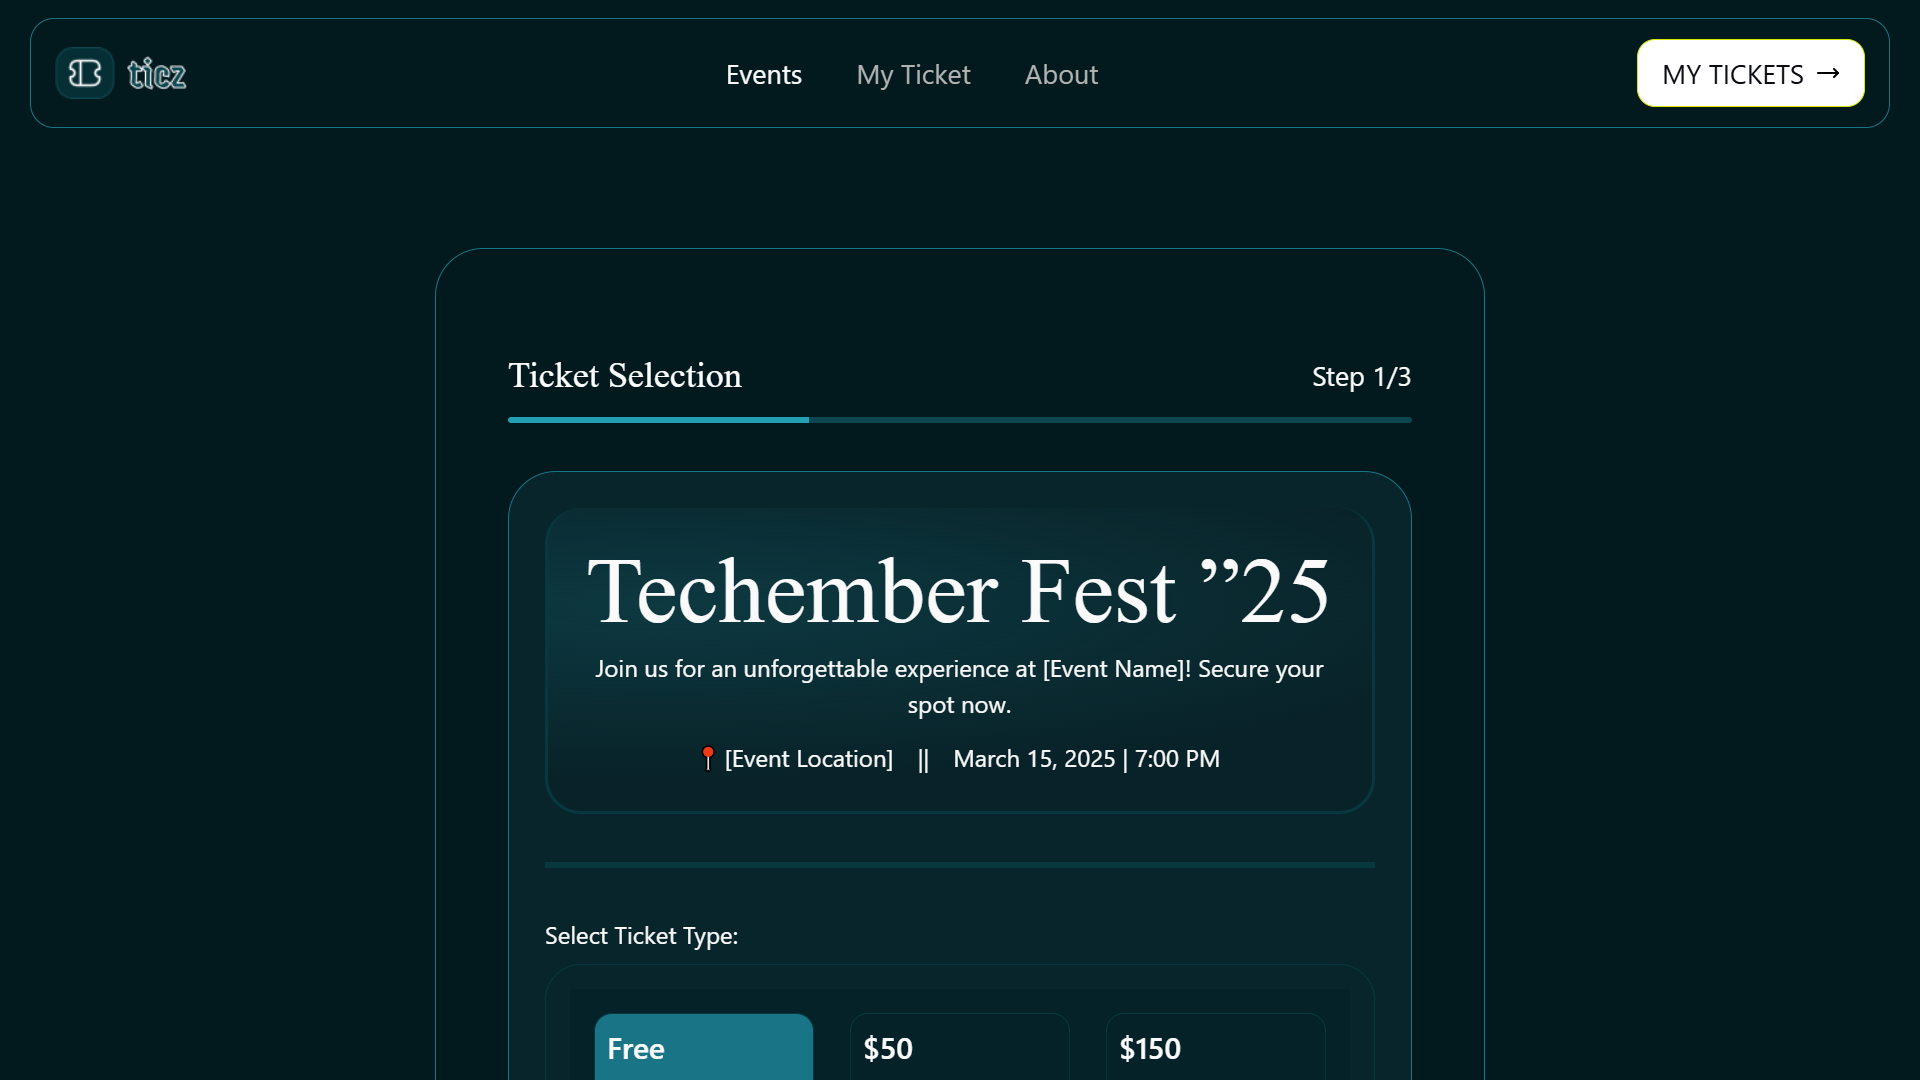 ticz
Events
My Ticket
About
MY TICKETS →
Ticket Selection
Step 1/3
Techember Fest ”25
Join us for an unforgettable experience at [Event Name]! Secure your
spot now.
📍[Event Location] || March 15, 2025 | 7:00 PM
Select Ticket Type:
Free
$50
$150